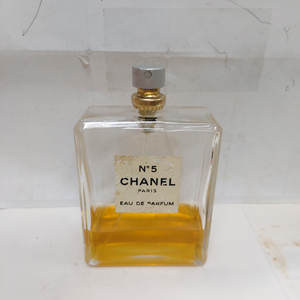 N°5
CHANEL
PARIS
EAU DE PARFUM